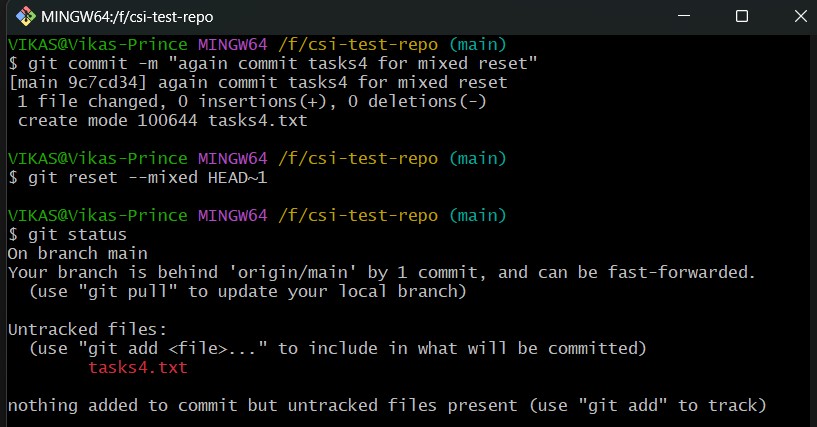 MINGW64:/f/csi-test-repo
VIKAS@Vikas-Prince MINGW64 /f/csi-test-repo (main)
$ git commit -m "again commit tasks4 for mixed reset"
[main 9c7cd34] again commit tasks4 for mixed reset
 1 file changed, 0 insertions(+), 0 deletions(-)
 create mode 100644 tasks4.txt
VIKAS@Vikas-Prince MINGW64 /f/csi-test-repo (main)
$ git reset --mixed HEAD~1
VIKAS@Vikas-Prince MINGW64 /f/csi-test-repo (main)
$ git status
On branch main
Your branch is behind 'origin/main' by 1 commit, and can be fast-forwarded.
  (use "git pull" to update your local branch)
Untracked files:
  (use "git add <file>..." to include in what will be committed)
        tasks4.txt
nothing added to commit but untracked files present (use "git add" to track)